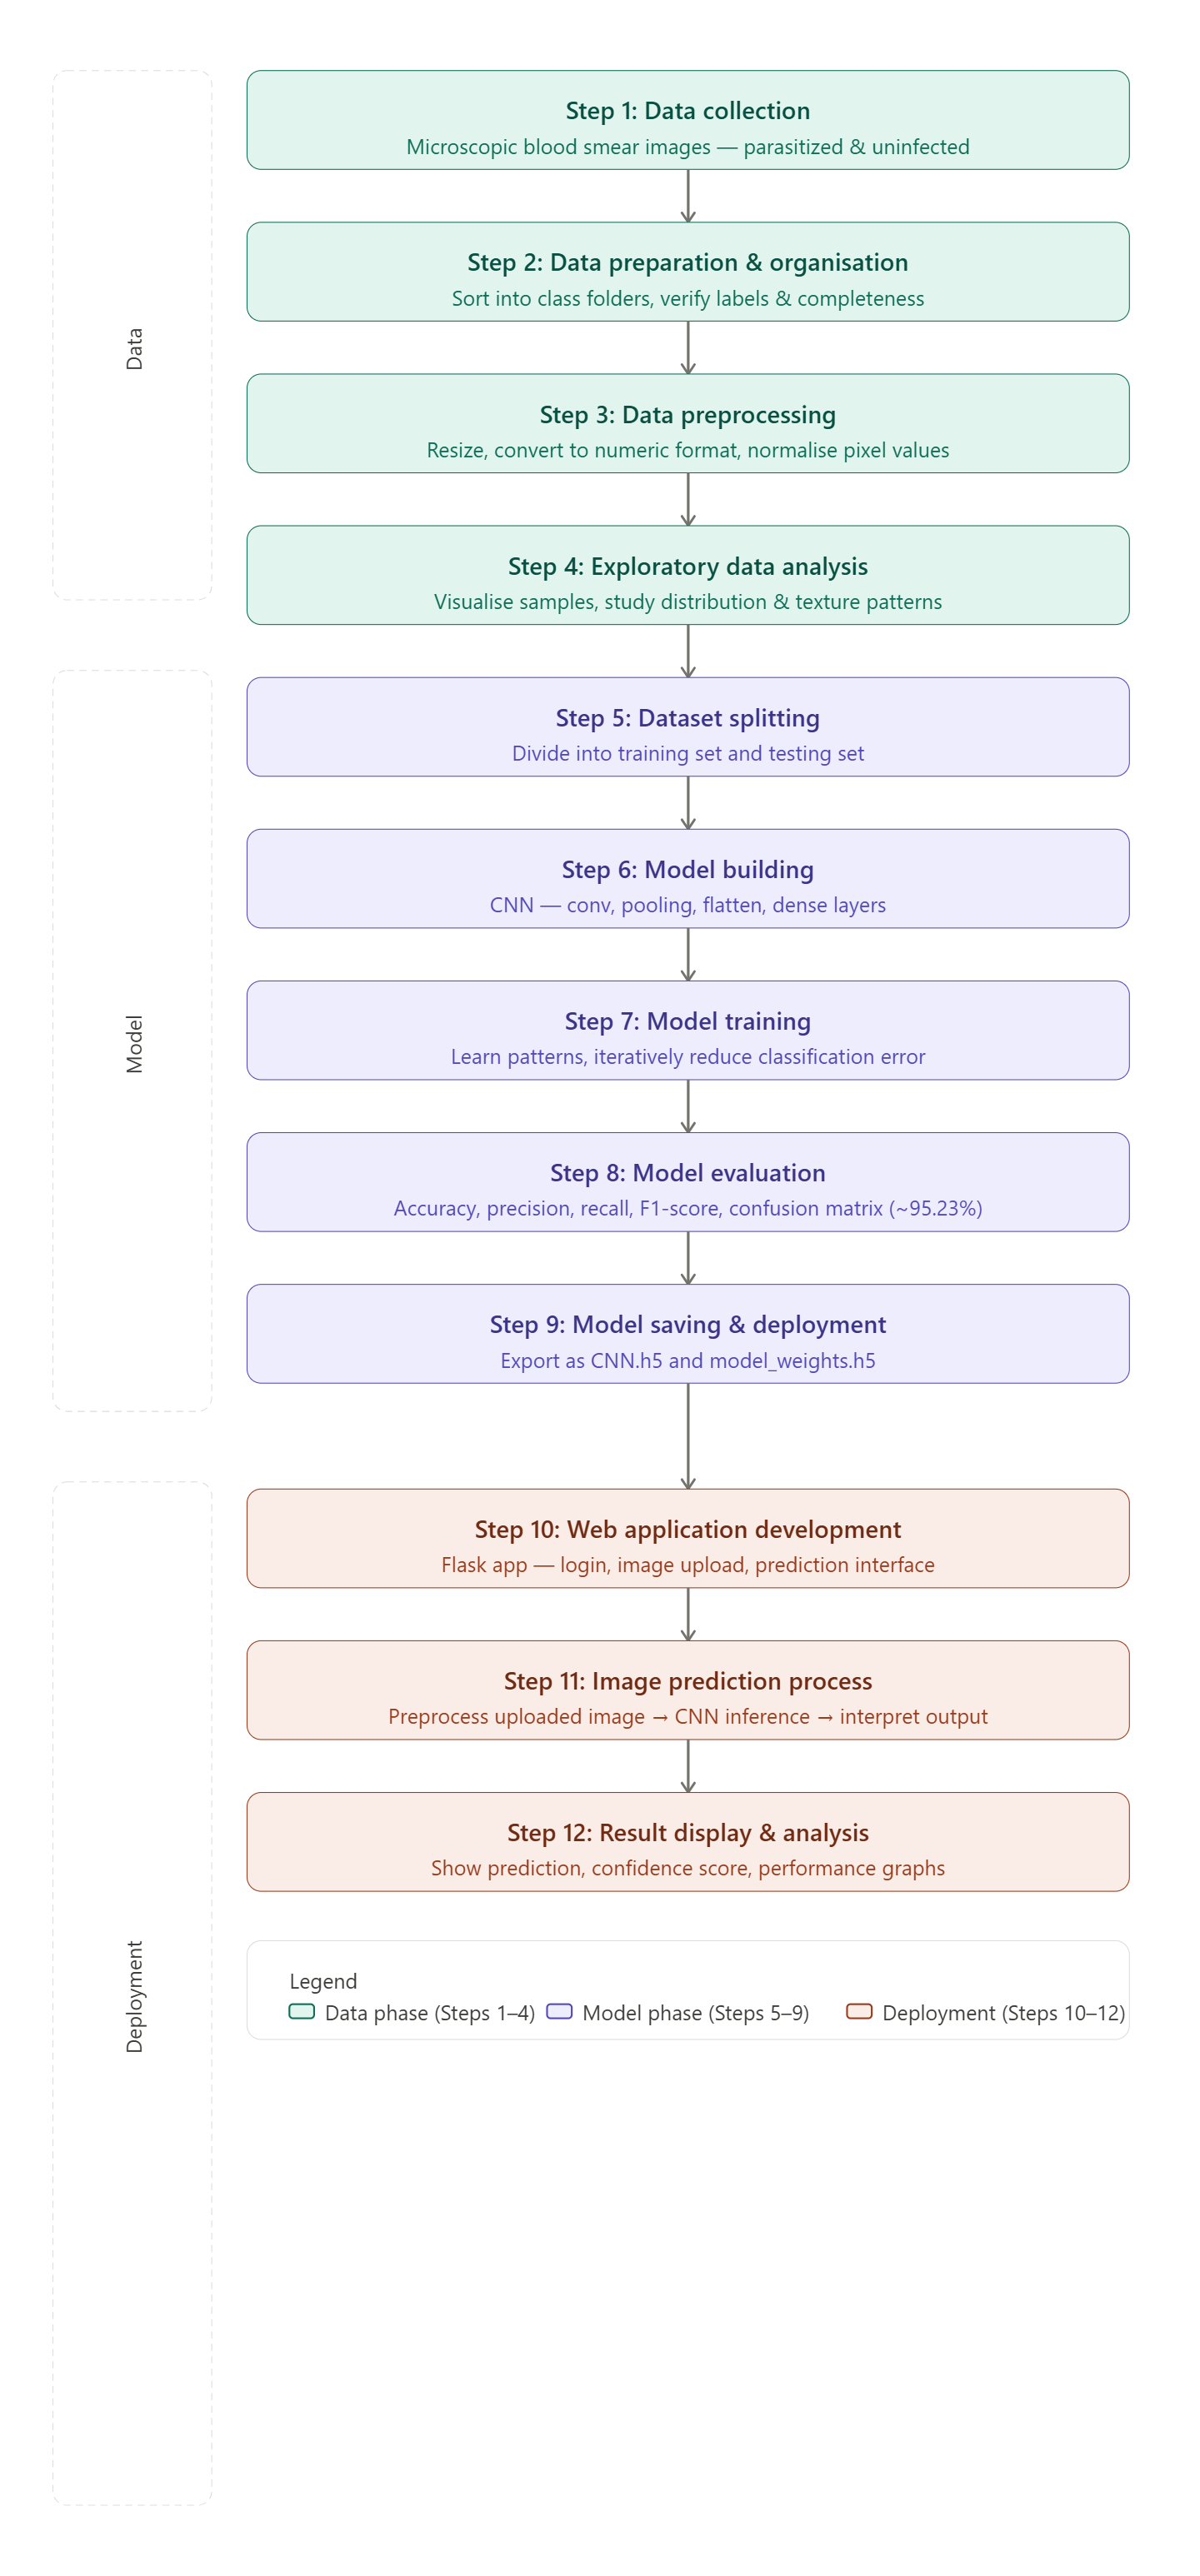 Data
Step 1: Data collection
Microscopic blood smear images — parasitized & uninfected
Step 2: Data preparation & organisation
Sort into class folders, verify labels & completeness
Step 3: Data preprocessing
Resize, convert to numeric format, normalise pixel values
Step 4: Exploratory data analysis
Visualise samples, study distribution & texture patterns
Model
Step 5: Dataset splitting
Divide into training set and testing set
Step 6: Model building
CNN — conv, pooling, flatten, dense layers
Step 7: Model training
Learn patterns, iteratively reduce classification error
Step 8: Model evaluation
Accuracy, precision, recall, F1-score, confusion matrix (~95.23%)
Step 9: Model saving & deployment
Export as CNN.h5 and model_weights.h5
Deployment
Step 10: Web application development
Flask app — login, image upload, prediction interface
Step 11: Image prediction process
Preprocess uploaded image → CNN inference → interpret output
Step 12: Result display & analysis
Show prediction, confidence score, performance graphs
Legend
Data phase (Steps 1–4) Model phase (Steps 5–9) Deployment (Steps 10–12)